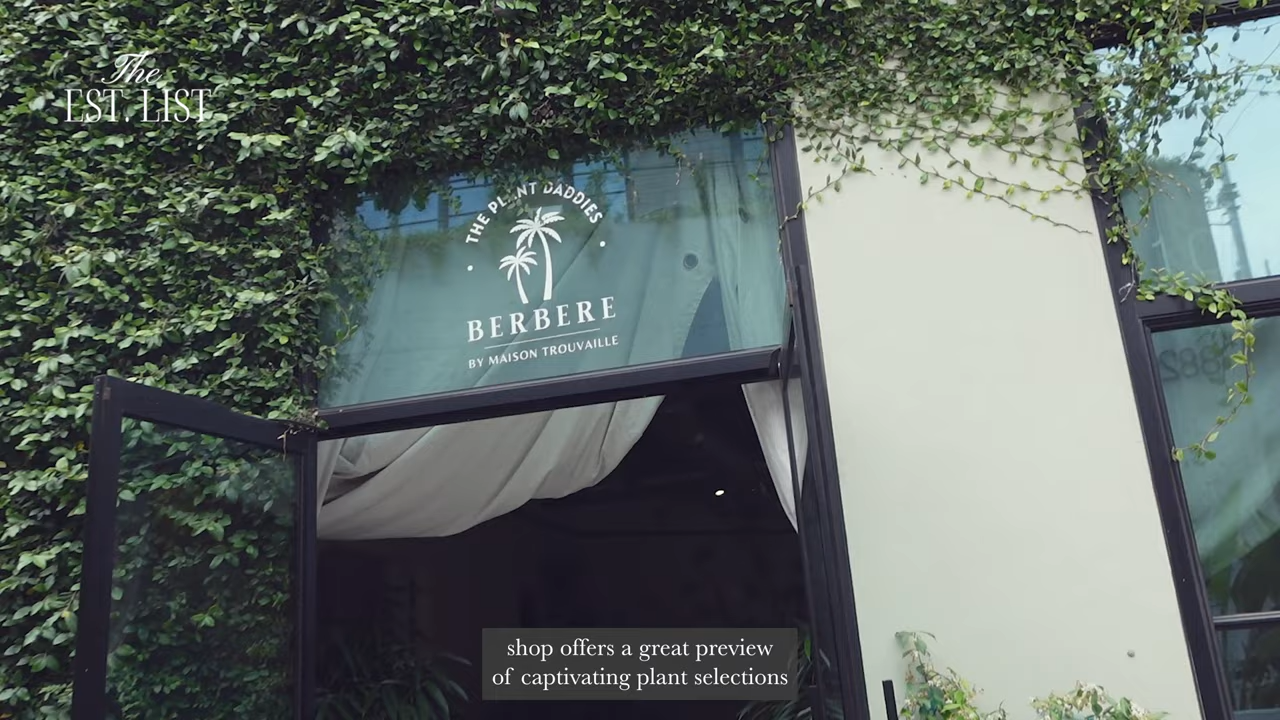 The
EST. LIST
THE PLANT DADDIES
BERBERE
BY MAISON TROUVAILLE
shop offers a great preview
of captivating plant selections